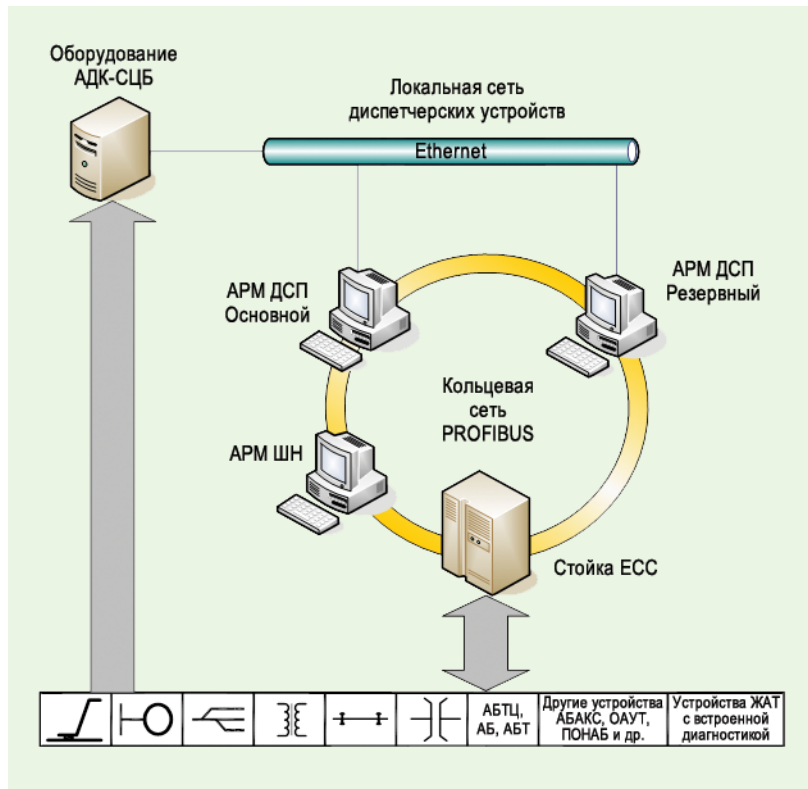 Оборудование
АДК-СЦБ
Локальная сеть
диспетчерских устройств
Ethernet
АРМ ДСП
Основной
АРМ ДСП
Резервный
Кольцевая
сеть
PROFIBUS
АРМ ШН
Стойка ЕСС
АБТЦ,
АБ, АБТ
Другие устройства
АБАКС, ОАУТ,
ПОНАБ и др.
Устройства ЖАТ
с встроенной
диагностикой